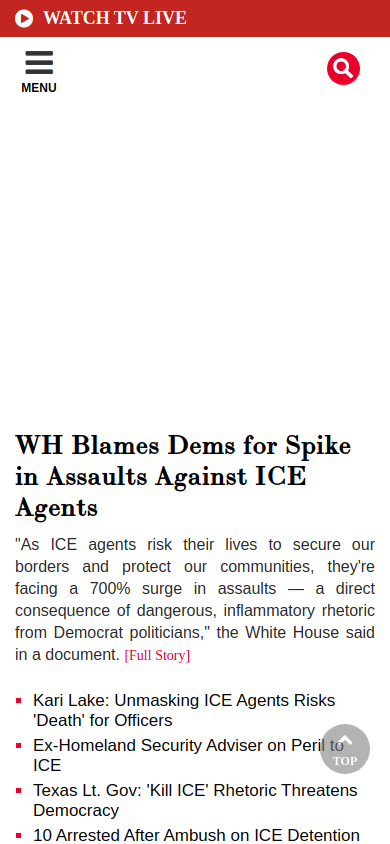 WATCH TV LIVE
MENU
WH Blames Dems for Spike
in Assaults Against ICE
Agents
"As ICE agents risk their lives to secure our
borders and protect our communities, they're
facing a 700% surge in assaults — a direct
consequence of dangerous, inflammatory rhetoric
from Democrat politicians," the White House said
in a document. [Full Story]
Kari Lake: Unmasking ICE Agents Risks
'Death' for Officers
Ex-Homeland Security Adviser on Peril to
ICE
TOP
Texas Lt. Gov: 'Kill ICE' Rhetoric Threatens
Democracy
10 Arrested After Ambush on ICE Detention